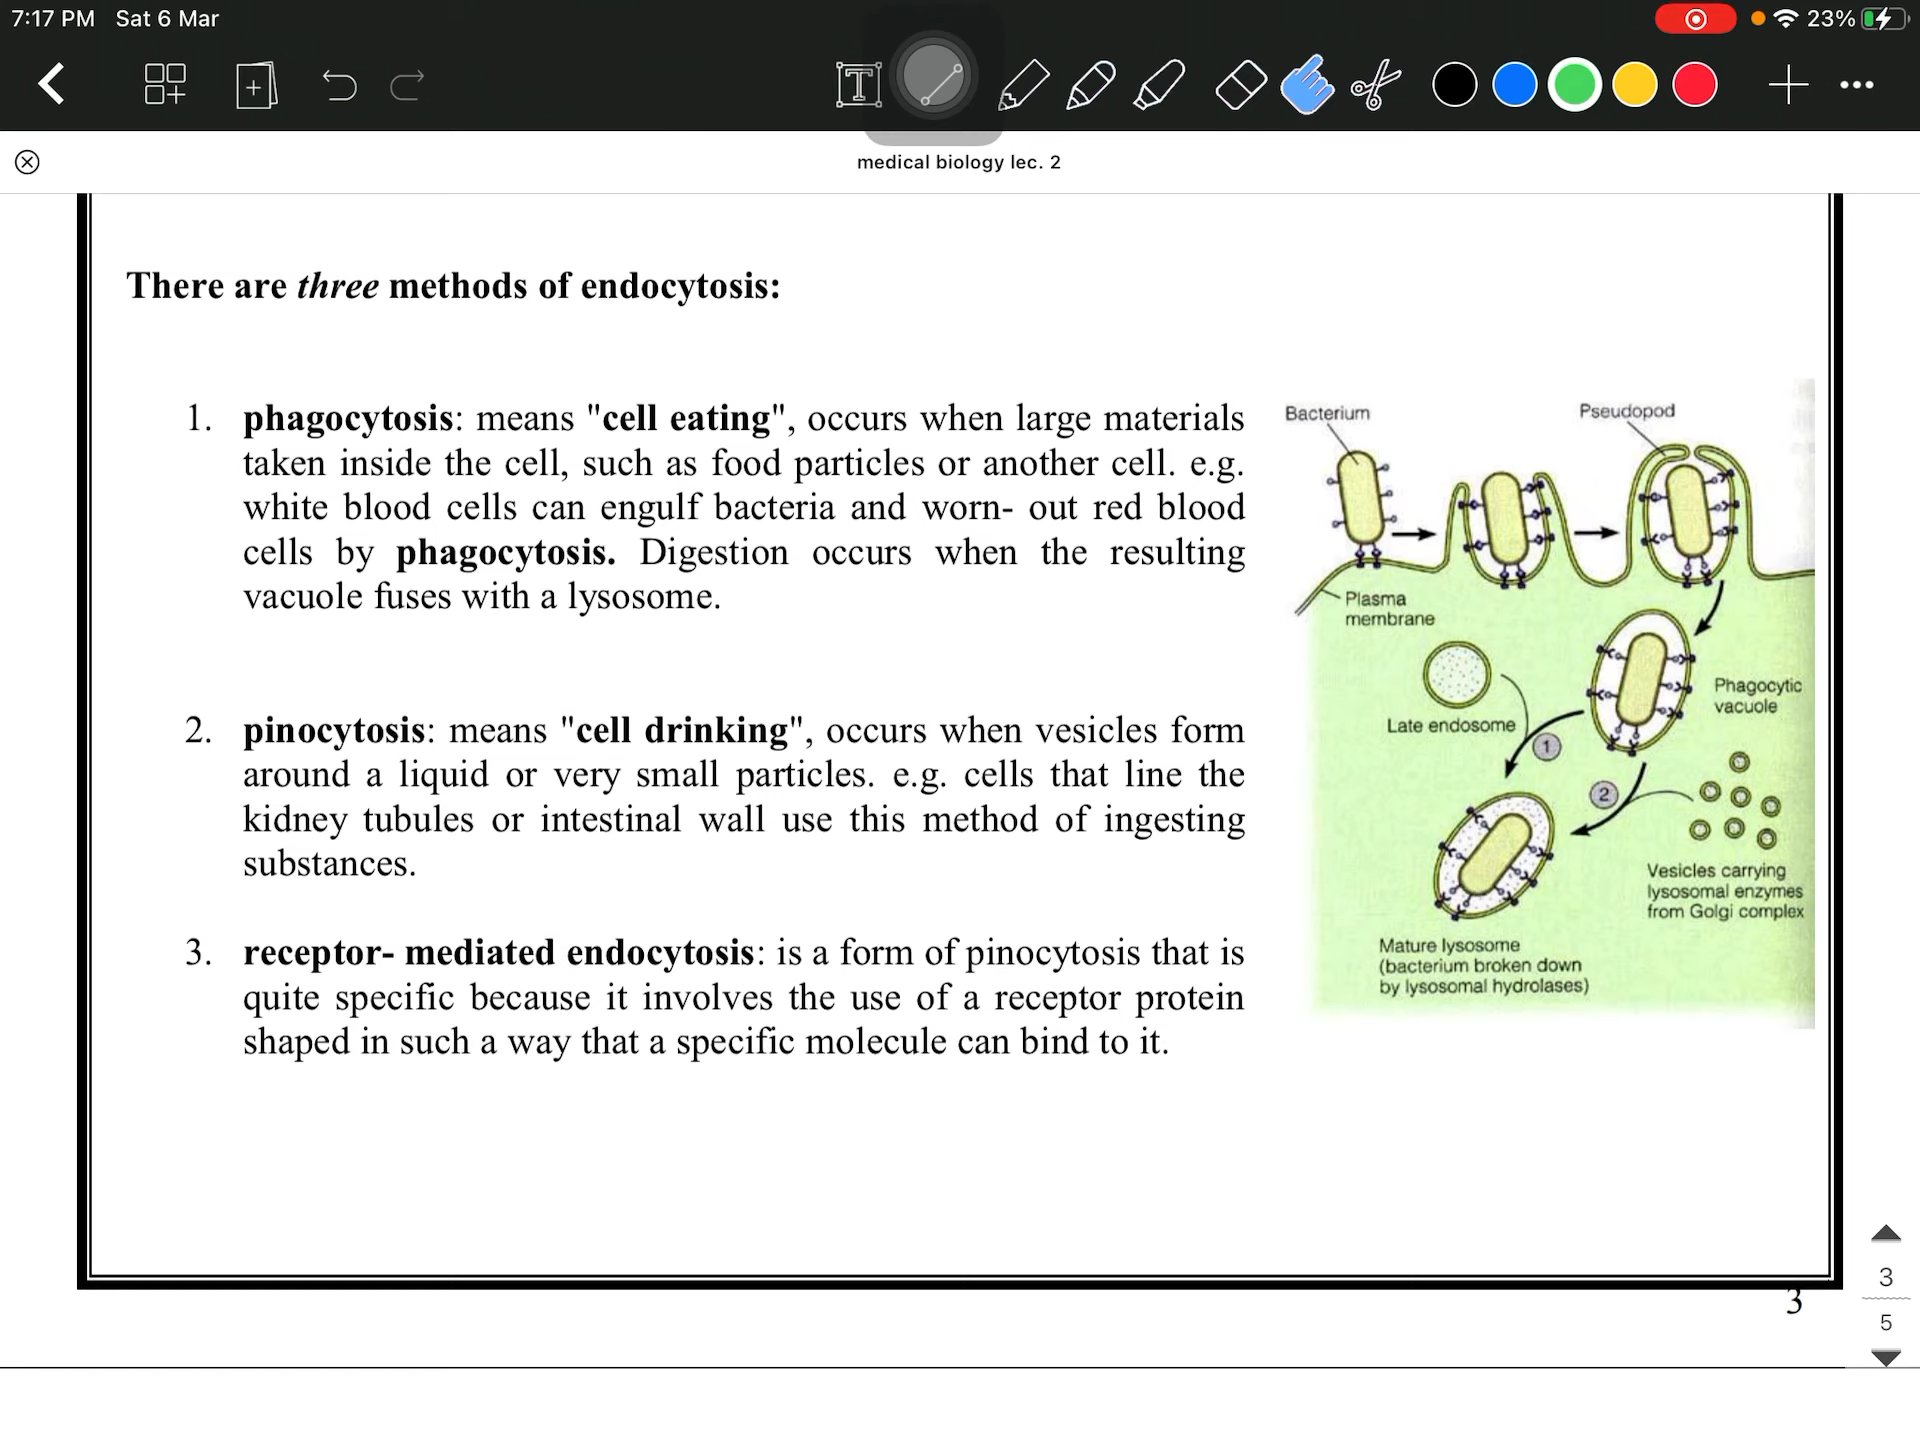 7:17 PM Sat 6 Mar
23%
T
medical biology lec. 2
There are three methods of endocytosis:
1. phagocytosis: means "cell eating", occurs when large materials
taken inside the cell, such as food particles or another cell. e.g.
white blood cells can engulf bacteria and worn- out red blood
cells by phagocytosis. Digestion occurs when the resulting
vacuole fuses with a lysosome.
2. pinocytosis: means "cell drinking", occurs when vesicles form
around a liquid or very small particles. e.g. cells that line the
kidney tubules or intestinal wall use this method of ingesting
substances.
3. receptor- mediated endocytosis: is a form of pinocytosis that is
quite specific because it involves the use of a receptor protein
shaped in such a way that a specific molecule can bind to it.
Bacterium
Pseudopod
Plasma
membrane
Phagocytic
vacuole
Late endosome
1
2
Vesicles carrying
lysosomal enzymes
from Golgi complex
Mature lysosome
(bacterium broken down
by lysosomal hydrolases)
3
3
5